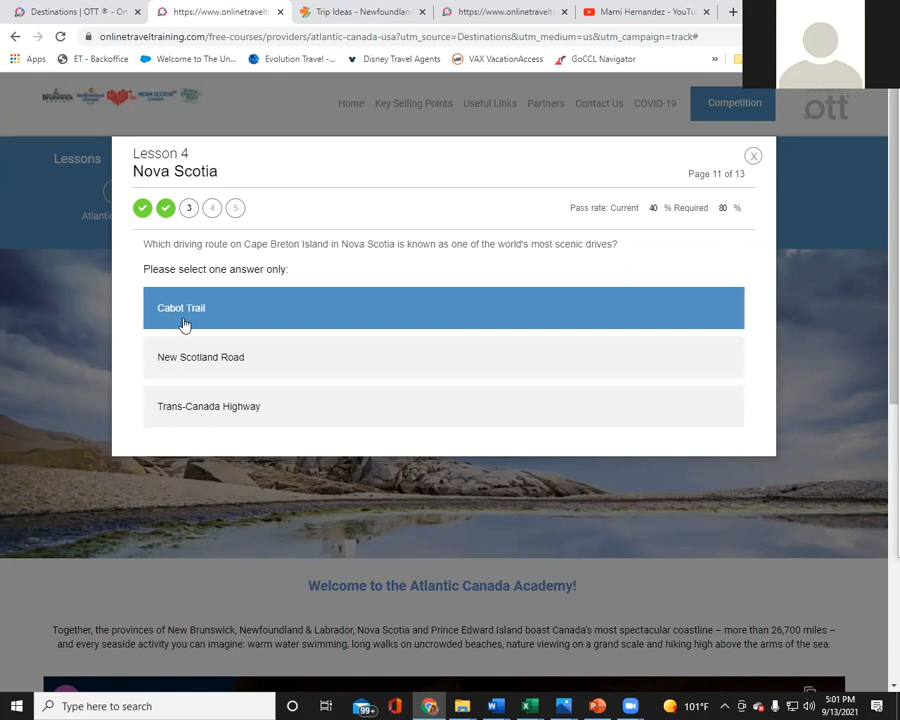 Destinations | OTT ® - O
https://www.onlinetravelt
Trip Ideas - Newfoundlan
https://www.onlinetravelt
Marni Hernandez - YouTu
onlinetraveltraining.com/free-courses/providers/atlantic-canada-usa?utm_source=Destinations&utm_medium=us&utm_campaign=track#
Apps
ET - Backoffice
Welcome to The Un...
Evolution Travel -...
Disney Travel Agents
VAX VacationAccess
GoCCL Navigator
»
Home
Key Selling Points
Useful Links
Partners
Contact Us
COVID-19
Competition
ott
Lessons
Atlantic
Lesson 4
Nova Scotia
X
Page 11 of 13
3
4
5
Pass rate: Current 40 % Required 80 %
Which driving route on Cape Breton Island in Nova Scotia is known as one of the world's most scenic drives?
Please select one answer only:
Cabot Trail
New Scotland Road
Trans-Canada Highway
Welcome to the Atlantic Canada Academy!
Together, the provinces of New Brunswick, Newfoundland & Labrador, Nova Scotia and Prince Edward Island boast Canada's most spectacular coastline – more than 26,700 miles –
and every seaside activity you can imagine: warm water swimming, long walks on uncrowded beaches, nature viewing on a grand scale and hiking high above the arms of the sea.
Type here to search
99+
101°F
5:01 PM
9/13/2021